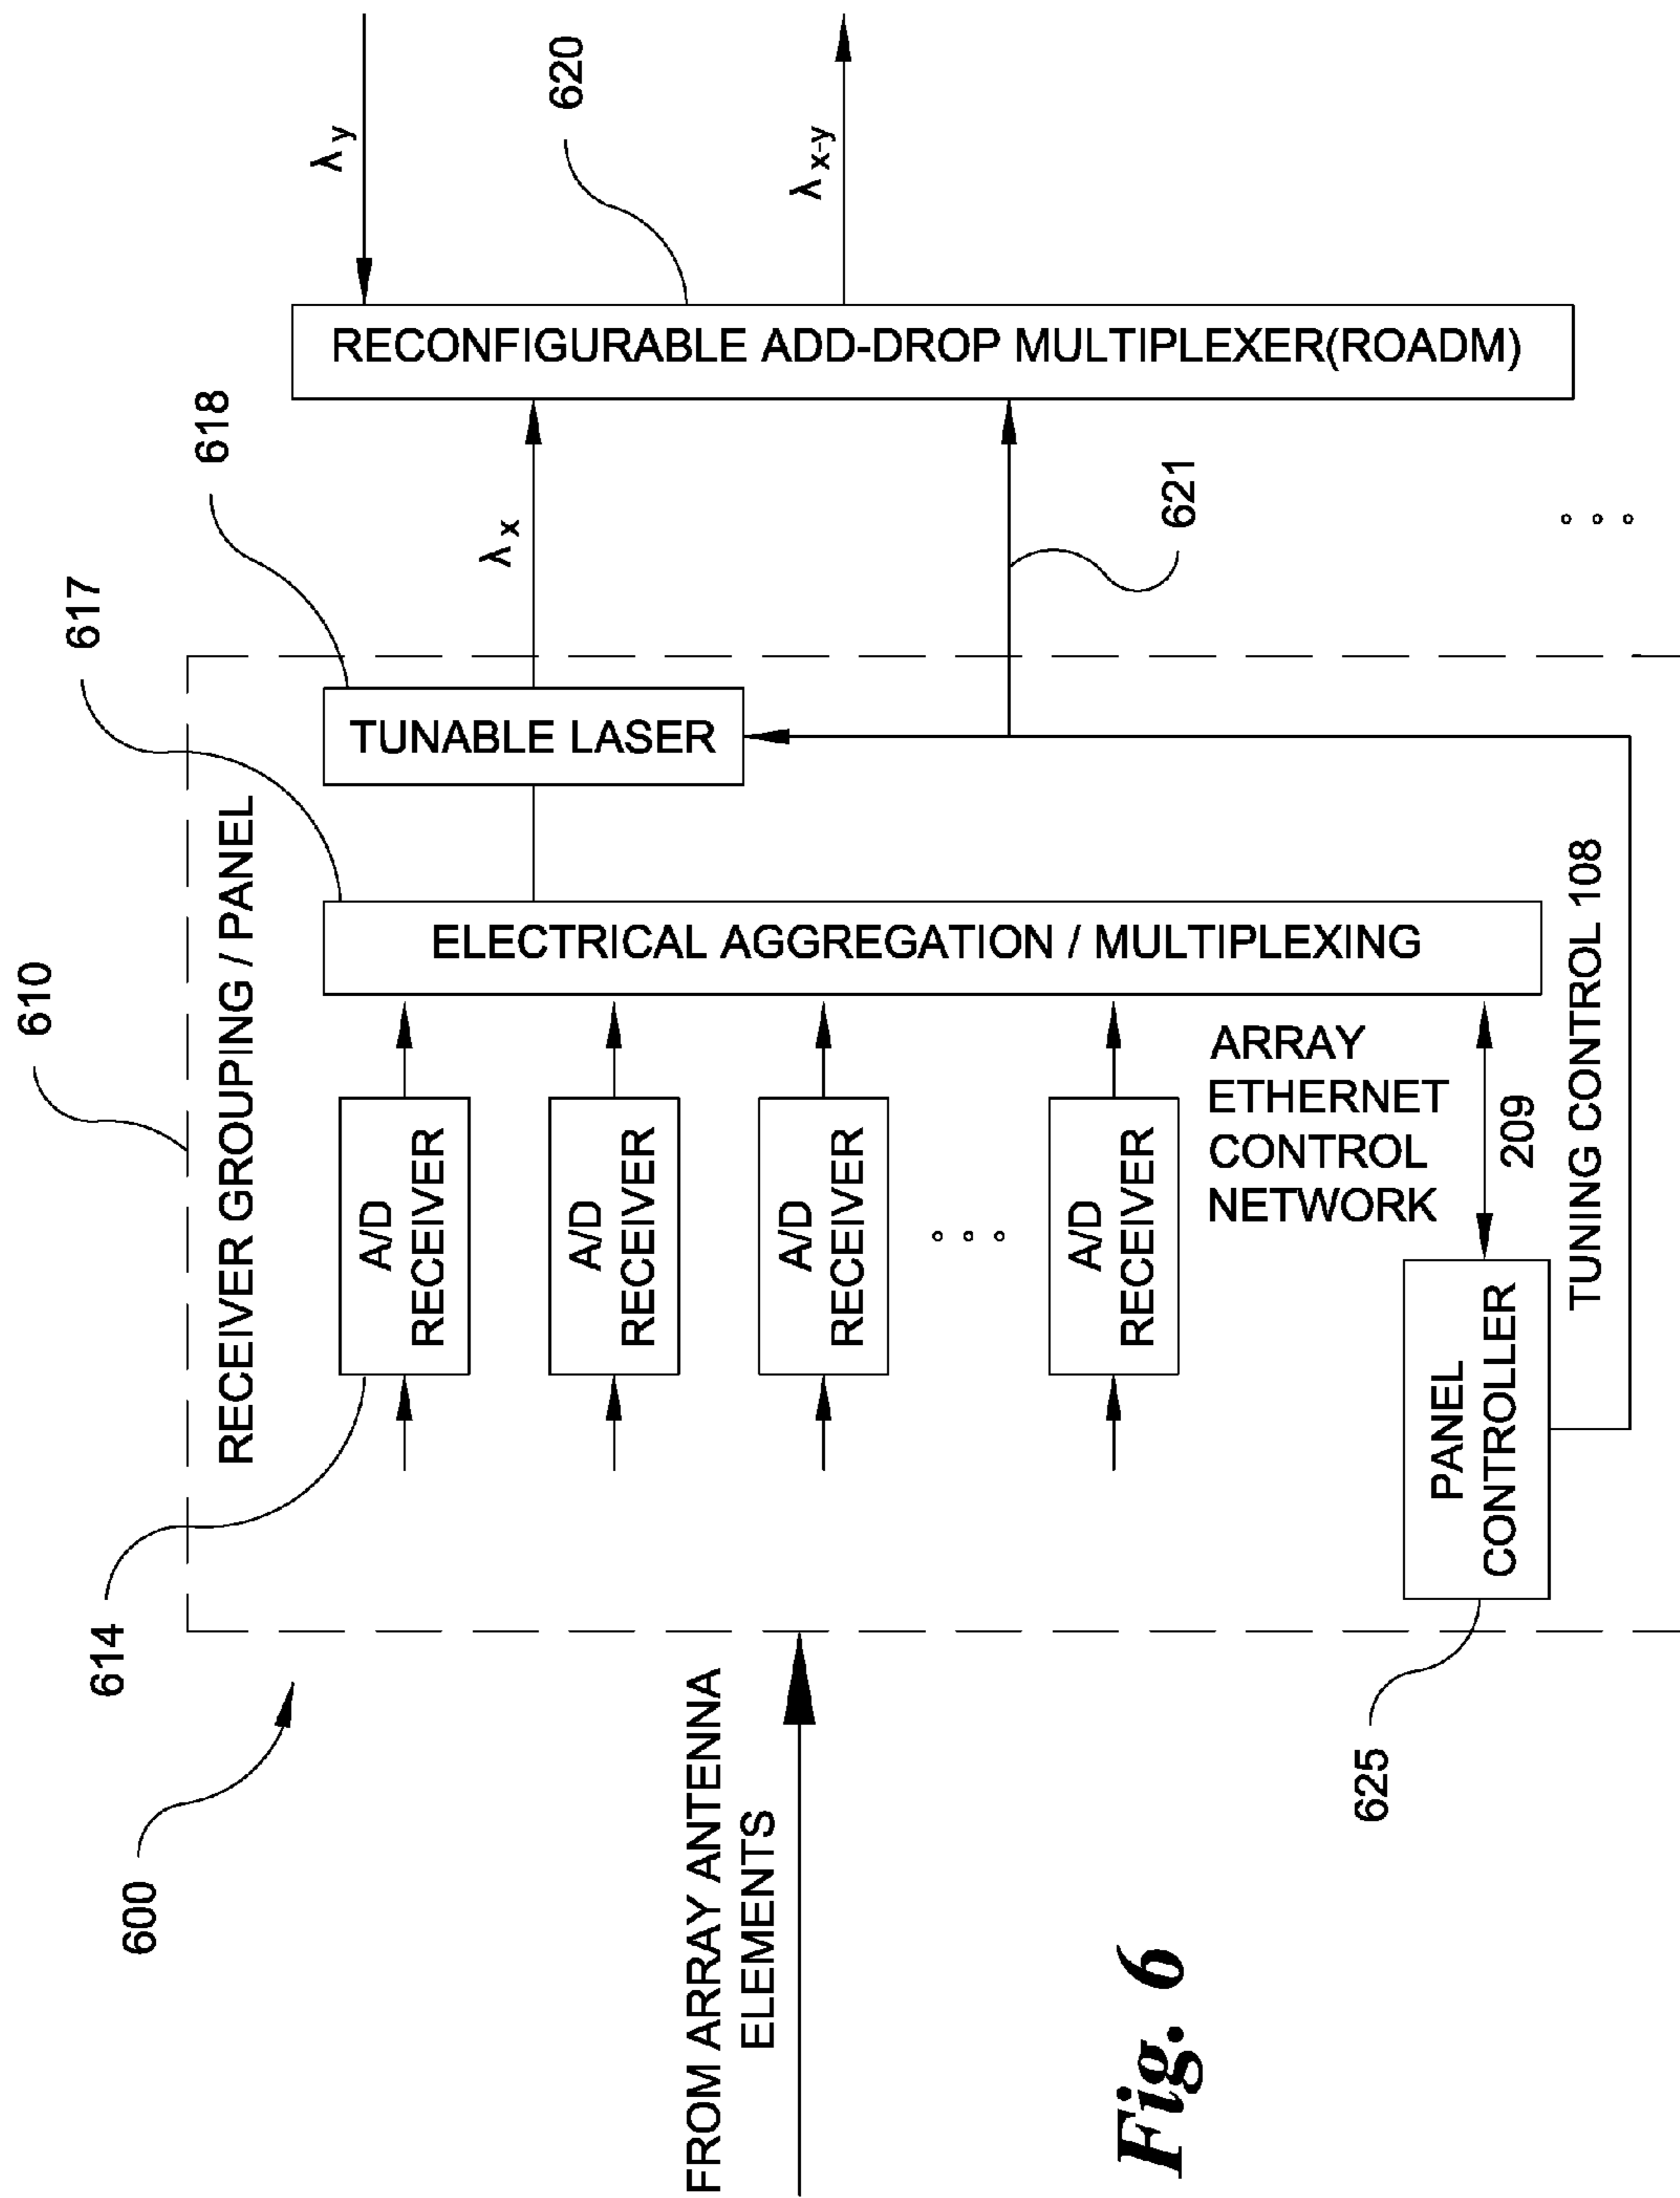 600
610
RECEIVER GROUPING / PANEL
617
618
λy
620
λx-y
RECONFIGURABLE ADD-DROP MULTIPLEXER(ROADM)
λx
621
TUNABLE LASER
ELECTRICAL AGGREGATION / MULTIPLEXING
614
A/D
RECEIVER
A/D
RECEIVER
A/D
RECEIVER
A/D
RECEIVER
ARRAY
ETHERNET
CONTROL
NETWORK
209
TUNING CONTROL 108
PANEL
CONTROLLER
625
FROM ARRAY ANTENNA
ELEMENTS
Fig. 6